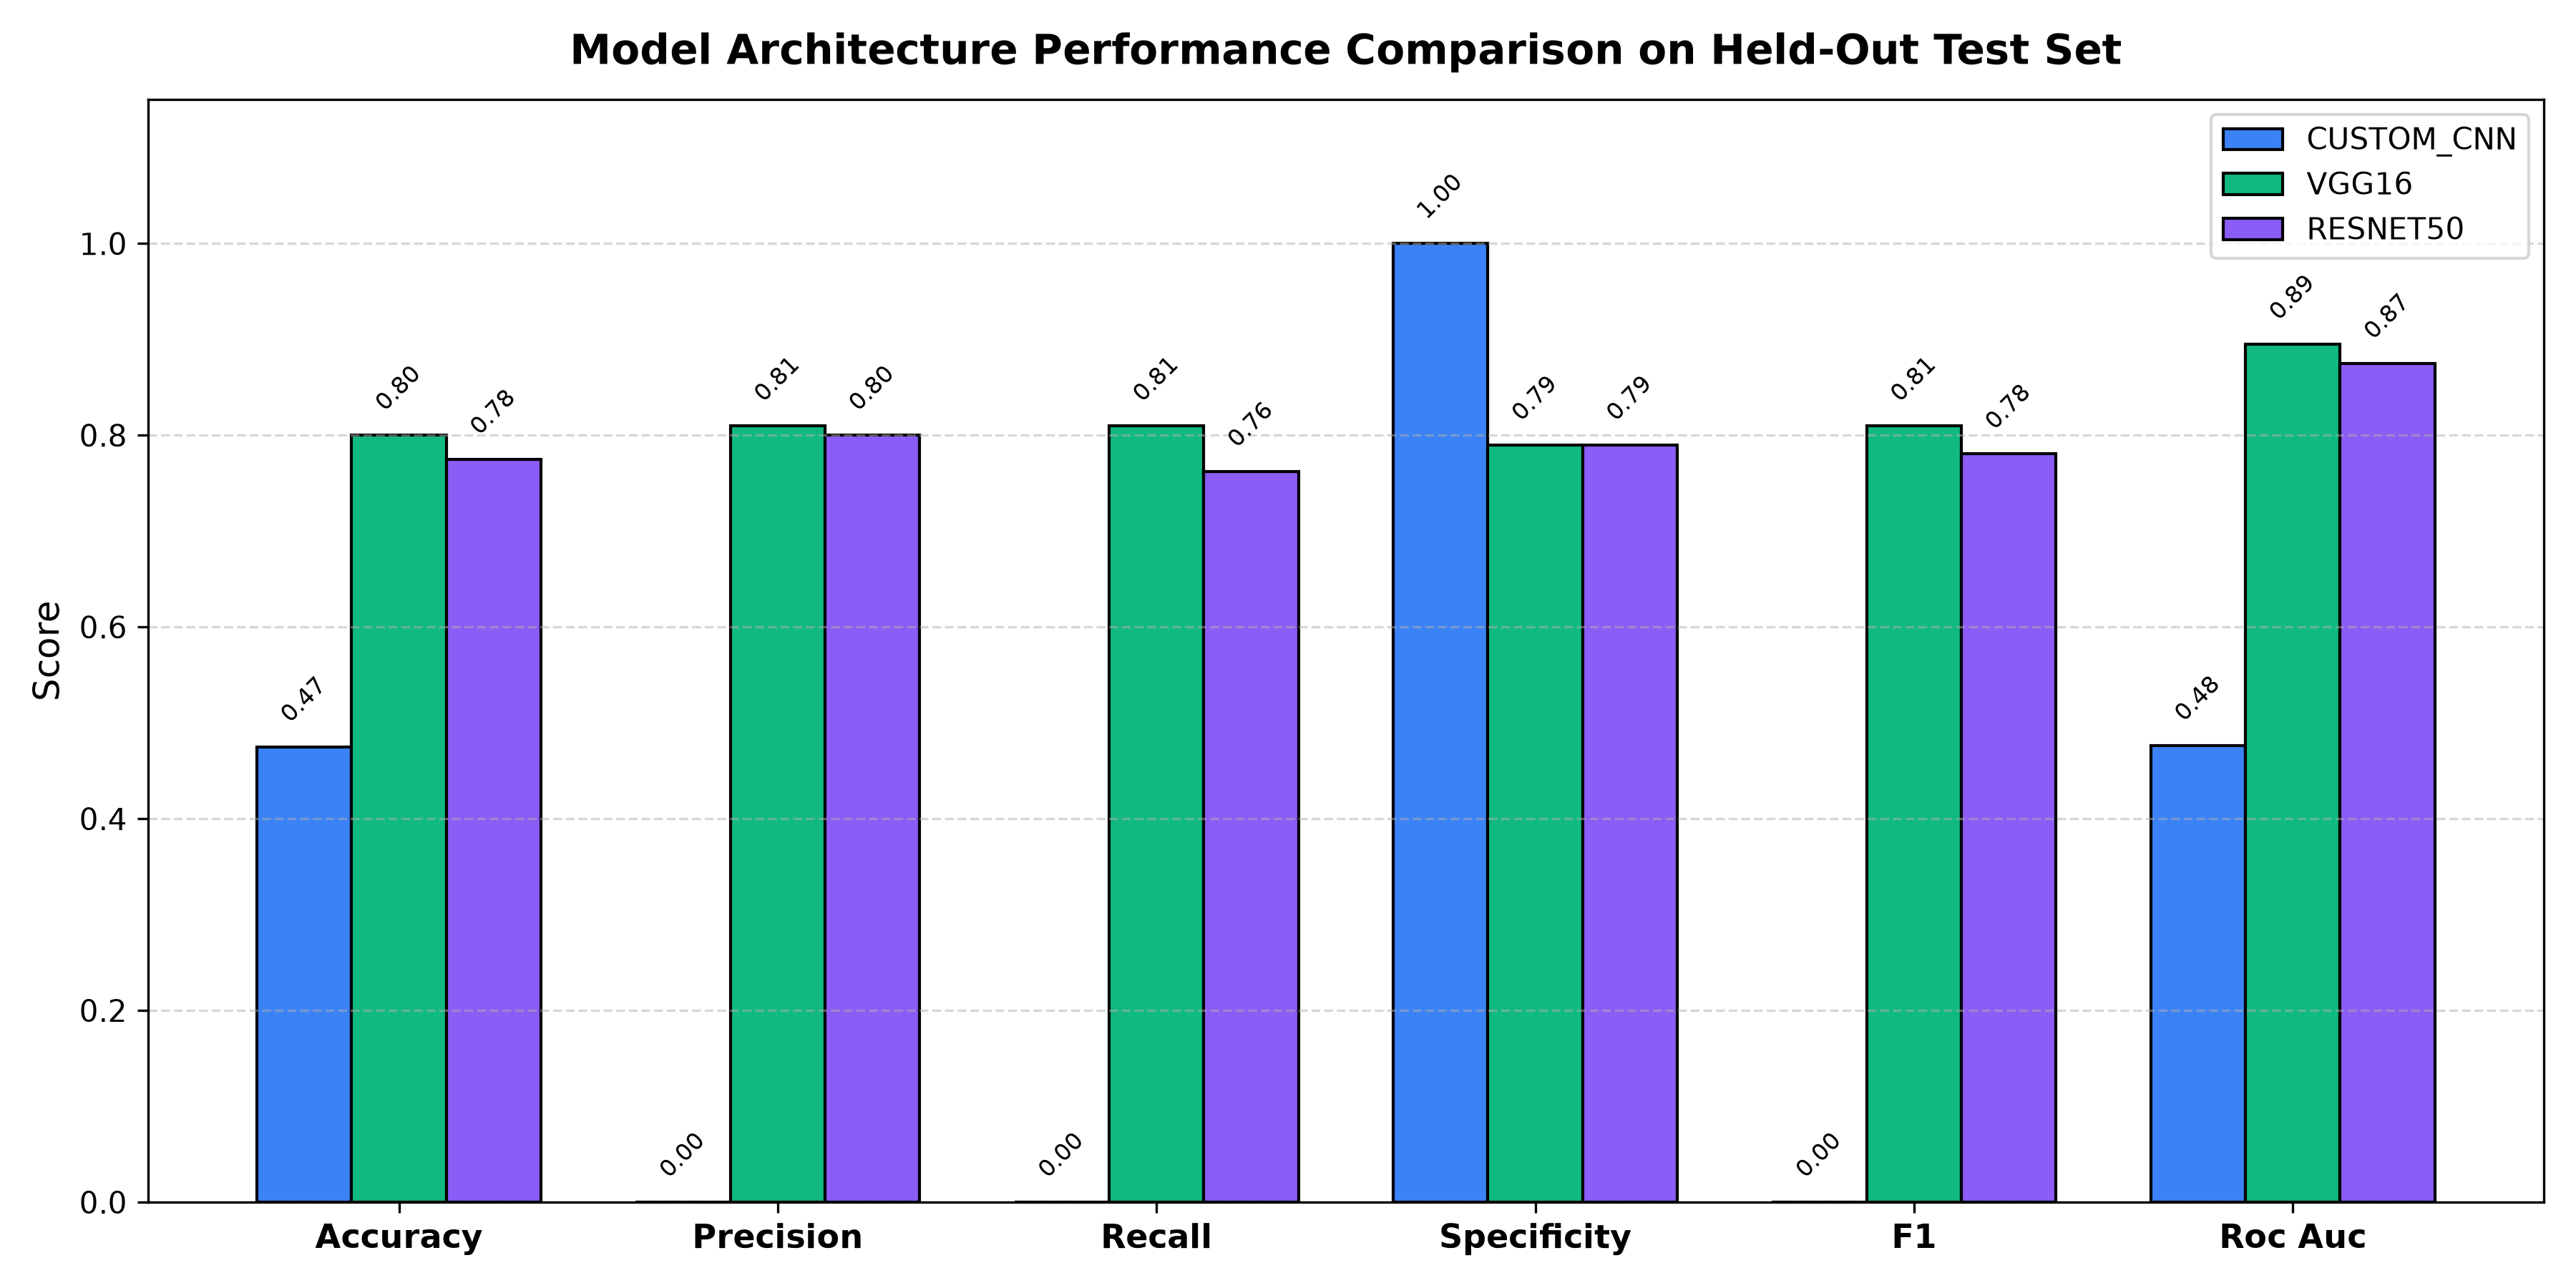 Model Architecture Performance Comparison on Held-Out Test Set
CUSTOM_CNN
VGG16
RESNET50
Score
1.0
0.8
0.6
0.4
0.2
0.0
0.47
0.80
0.78
0.00
0.81
0.80
0.00
0.81
0.76
1.00
0.79
0.79
0.00
0.81
0.78
0.48
0.89
0.87
Accuracy
Precision
Recall
Specificity
F1
Roc Auc